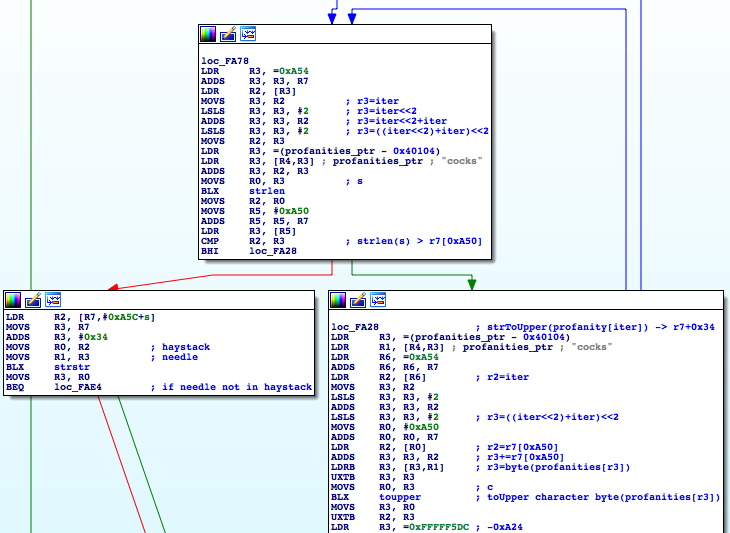 loc_FA78
LDR R3, =0xA54
ADDS R3, R3, R7
LDR R2, [R3]
MOVS R3, R2 ; r3=iter
LSLS R3, R3, #2 ; r3=iter<<2
ADDS R3, R3, R2 ; r3=iter<<2+iter
LSLS R3, R3, #2 ; r3=((iter<<2)+iter)<<2
MOVS R2, R3
LDR R3, =(profanities_ptr - 0x40104)
LDR R3, [R4,R3] ; profanities_ptr ; "cocks"
ADDS R3, R2, R3
MOVS R0, R3 ; s
BLX strlen
MOVS R2, R0
MOVS R5, #0xA50
ADDS R5, R5, R7
LDR R3, [R5]
CMP R2, R3 ; strlen(s) > r7[0xA50]
BHI loc_FA28
LDR R2, [R7,#0xA5C+s]
MOVS R3, R7
ADDS R3, #0x34
MOVS R0, R2 ; haystack
MOVS R1, R3 ; needle
BLX strstr
MOVS R3, R0
BEQ loc_FAE4 ; if needle not in haystack
loc_FA28 ; strToUpper(profanity[iter]) -> r7+0x34
LDR R3, =(profanities_ptr - 0x40104)
LDR R1, [R4,R3] ; profanities_ptr ; "cocks"
LDR R6, =0xA54
ADDS R6, R6, R7
LDR R2, [R6] ; r2=iter
MOVS R3, R2
LSLS R3, R3, #2
ADDS R3, R3, R2
LSLS R3, R3, #2 ; r3=((iter<<2)+iter)<<2
MOVS R0, #0xA50
ADDS R0, R0, R7
LDR R2, [R0] ; r2=r7[0xA50]
ADDS R3, R3, R2 ; r3+=r7[0xA50]
LDRB R3, [R3,R1] ; r3=byte(profanities[r3])
UXTB R3, R3
MOVS R0, R3 ; c
BLX toupper ; toUpper character byte(profanities[r3])
MOVS R3, R0
UXTB R2, R3
LDR R3, =0xFFFFF5DC ; -0xA24